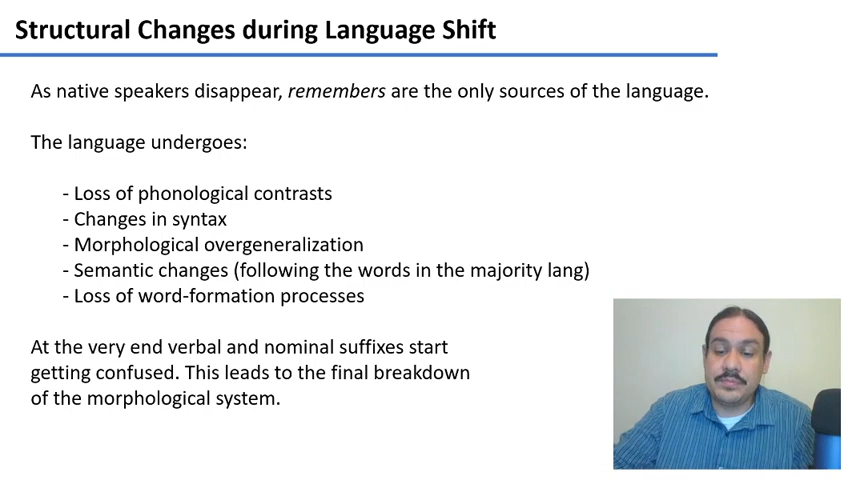 Structural Changes during Language Shift
As native speakers disappear, remembers are the only sources of the language.
The language undergoes:
- Loss of phonological contrasts
- Changes in syntax
- Morphological overgeneralization
- Semantic changes (following the words in the majority lang)
- Loss of word-formation processes
At the very end verbal and nominal suffixes start
getting confused. This leads to the final breakdown
of the morphological system.